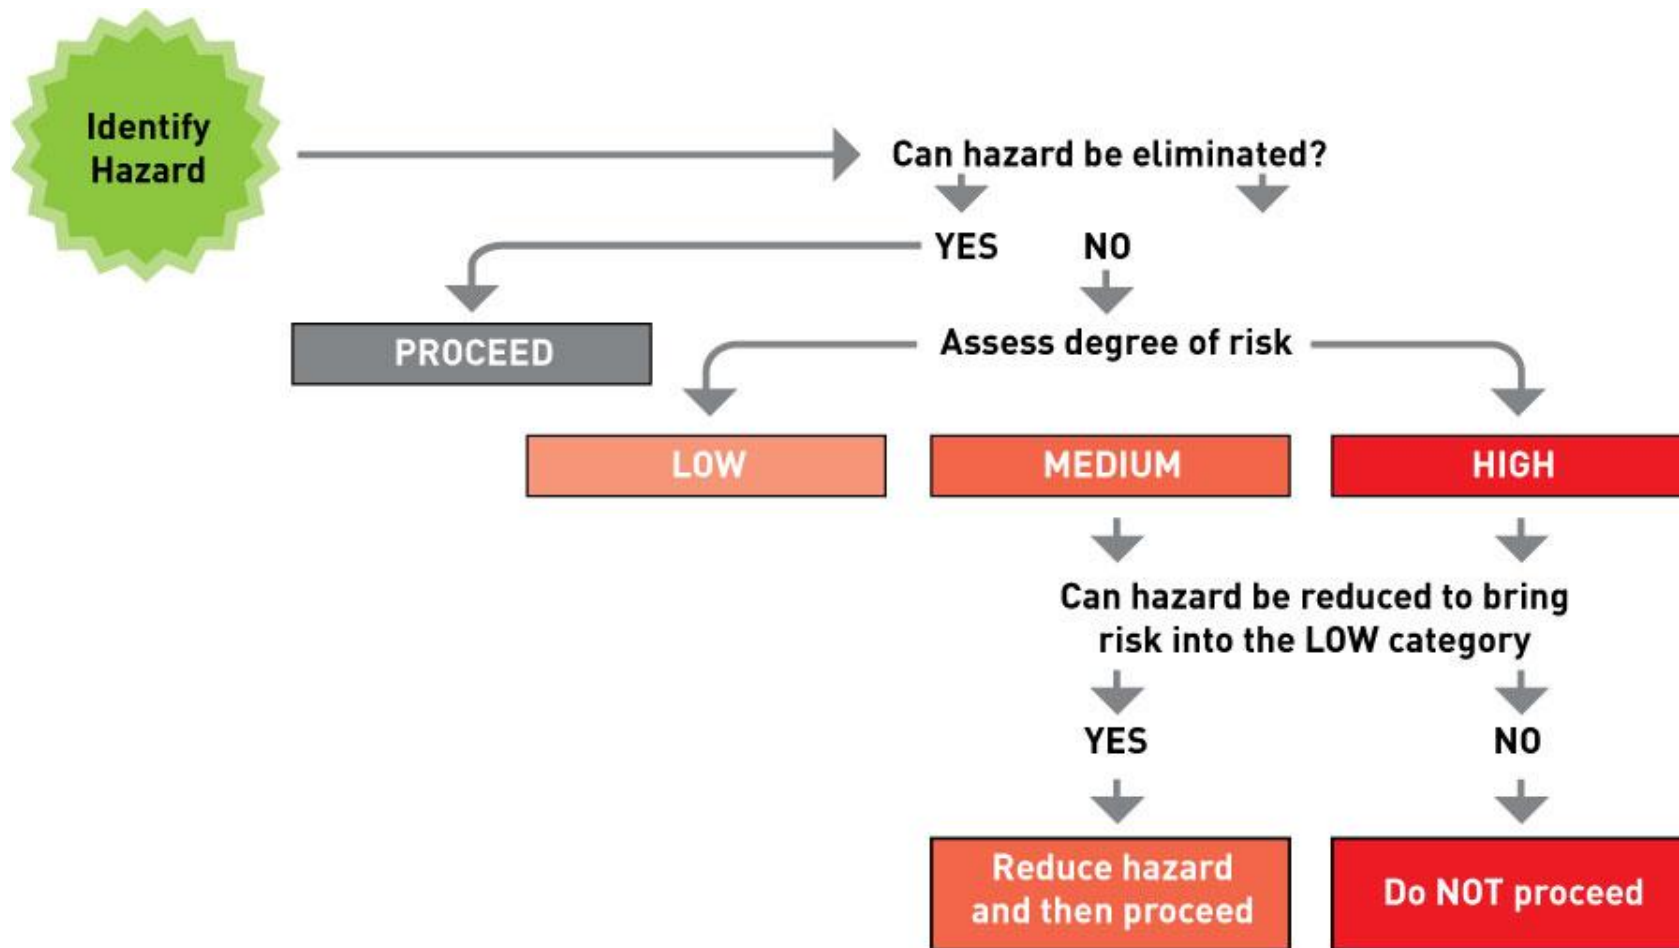 Identify
Hazard
Can hazard be eliminated?
YES NO
PROCEED
Assess degree of risk
LOW
MEDIUM
HIGH
Can hazard be reduced to bring
risk into the LOW category
YES
NO
Reduce hazard
and then proceed
Do NOT proceed